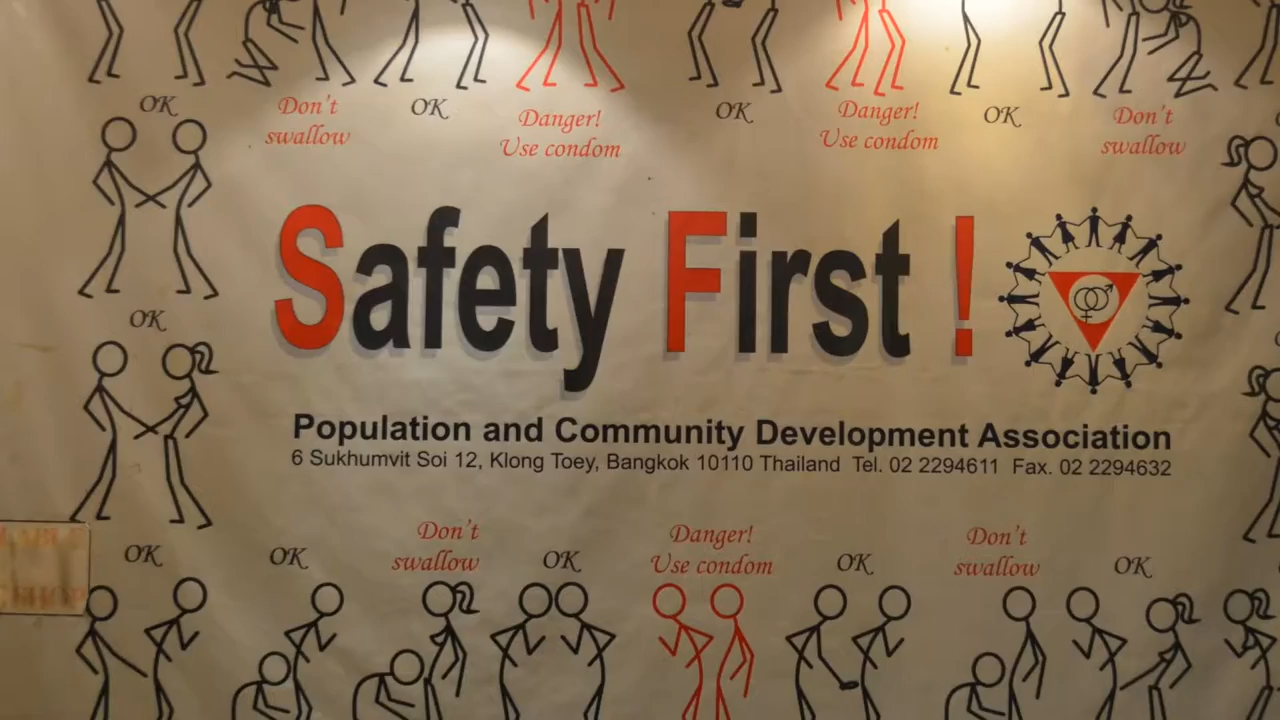 OK
Don't
swallow
OK
Danger!
Use condom
OK
Danger!
Use condom
OK
Don't
swallow
OK
Safety First !
Population and Community Development Association
6 Sukhumvit Soi 12, Klong Toey, Bangkok 10110 Thailand Tel. 02 2294611 Fax. 02 2294632
OK
OK
Don't
swallow
OK
Danger!
Use condom
OK
Don't
swallow
OK